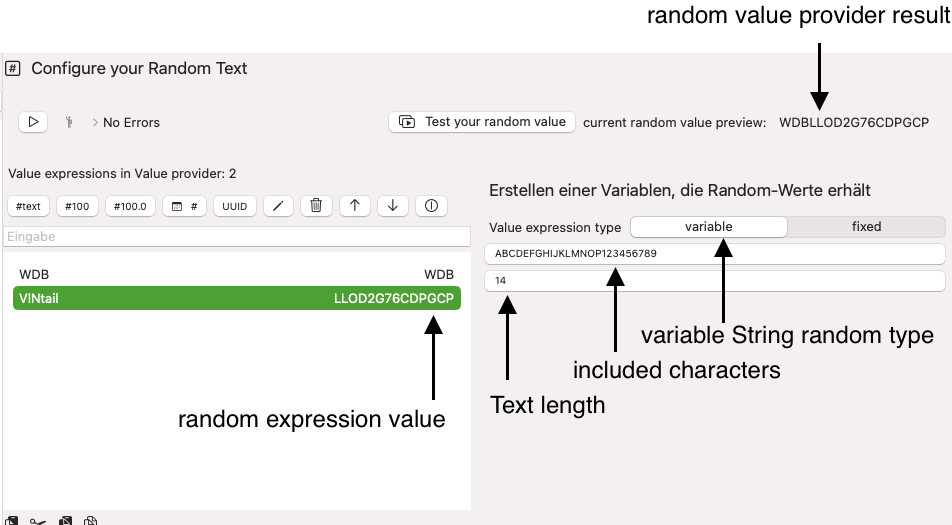 random value provider result
# Configure your Random Text
No Errors
Test your random value
current random value preview: WDBLLOD2G76CDPGCP
Value expressions in Value provider: 2
#text #100 #100.0 # UUID
Eingabe
WDB WDB
VINtail LLOD2G76CDPGCP
Erstellen einer Variablen, die Random-Werte erhält
Value expression type variable fixed
ABCDEFGHIJKLMNOP123456789
14
variable String random type
included characters
Text length
random expression value